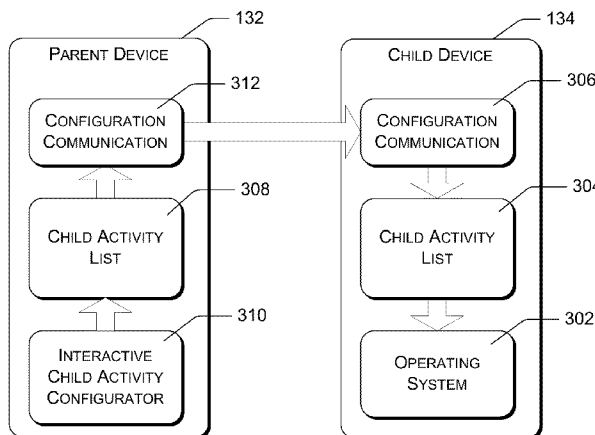 132
134
PARENT DEVICE
CHILD DEVICE
312
306
CONFIGURATION
COMMUNICATION
CONFIGURATION
COMMUNICATION
308
304
CHILD ACTIVITY
LIST
CHILD ACTIVITY
LIST
310
302
INTERACTIVE
CHILD ACTIVITY
CONFIGURATOR
OPERATING
SYSTEM